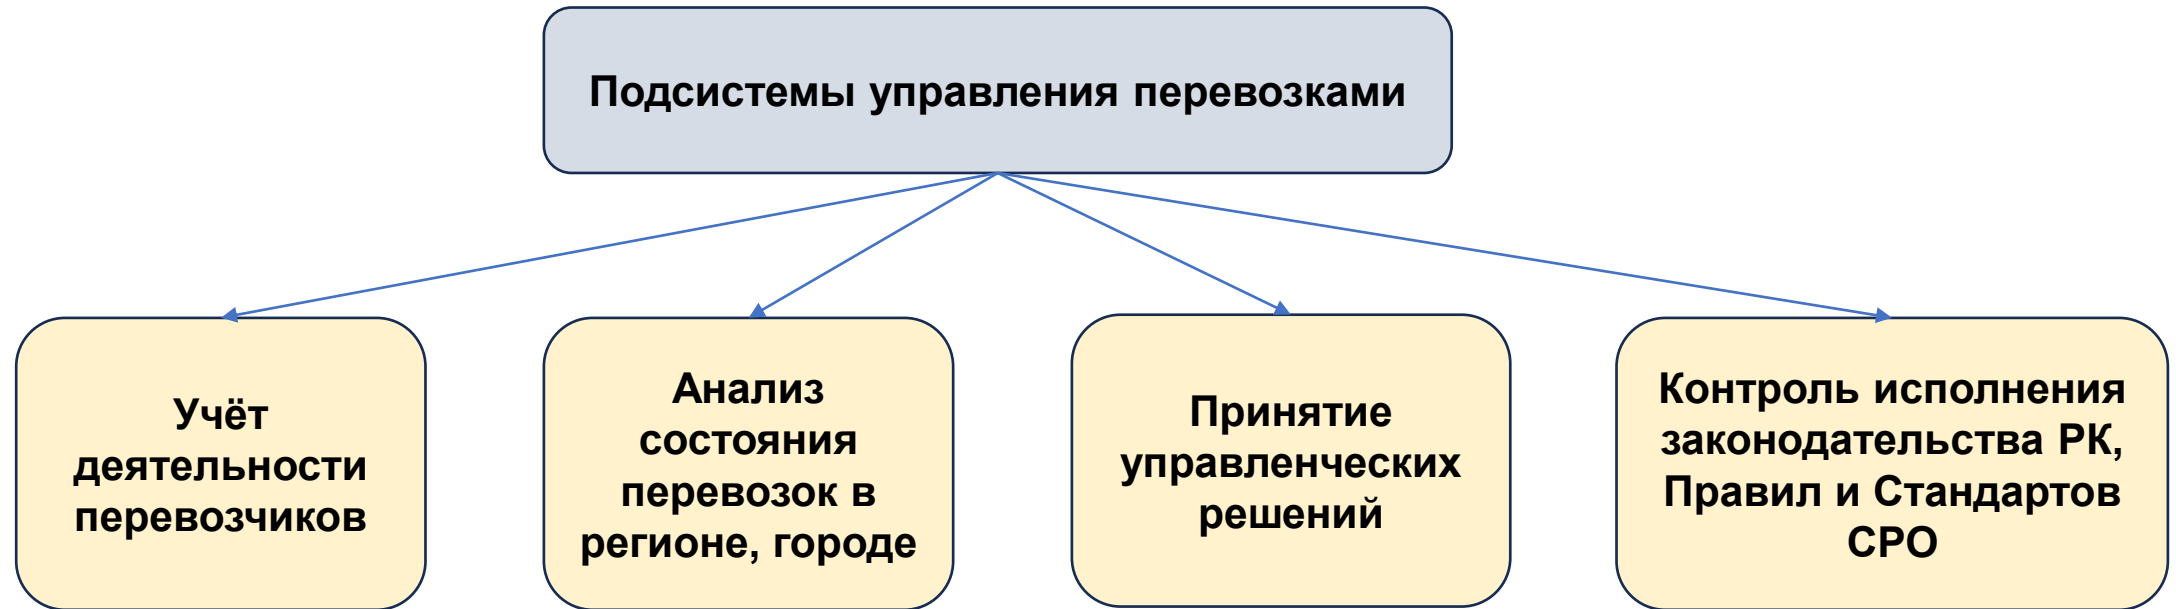 Подсистемы управления перевозками
Учёт
деятельности
перевозчиков
Анализ
состояния
перевозок в
регионе, городе
Принятие
управленческих
решений
Контроль исполнения
законодательства РК,
Правил и Стандартов
СРО